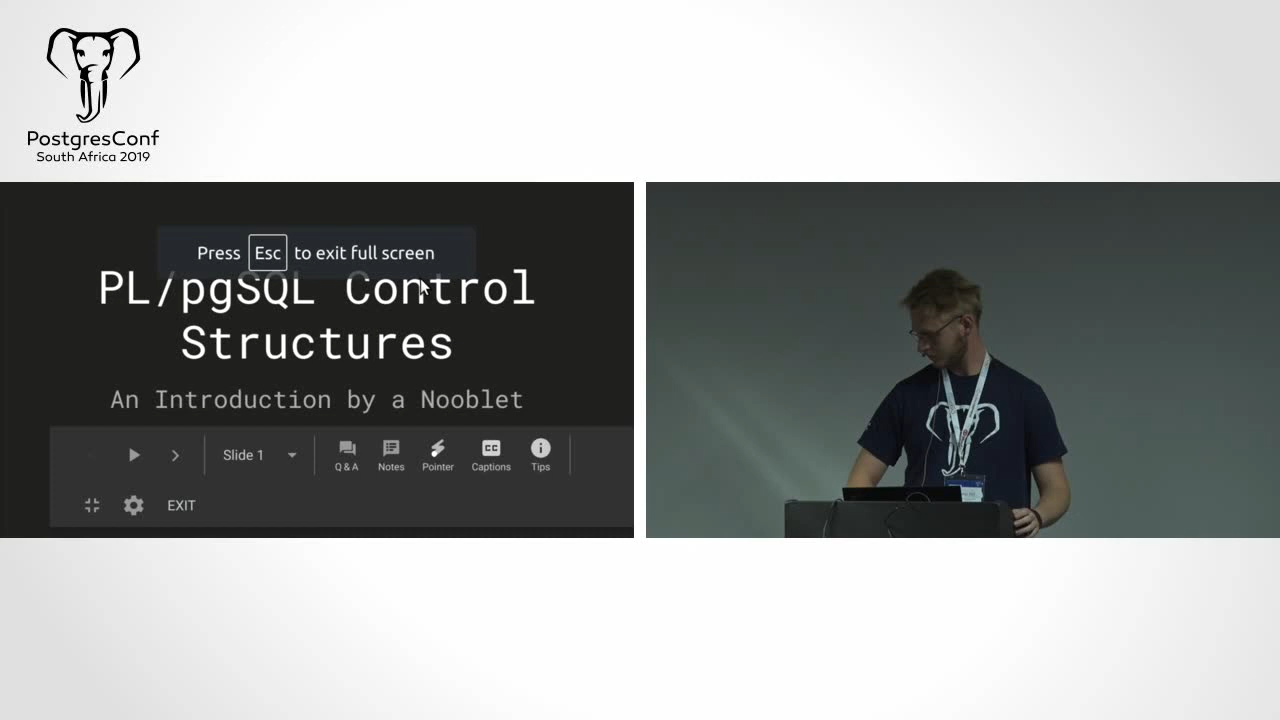 PostgresConf
South Africa 2019
Press Esc to exit full screen
PL/pgSQL Control
Structures
An Introduction by a Nooblet
Slide 1
Q & A
Notes
Pointer
CC
Captions
Tips
EXIT